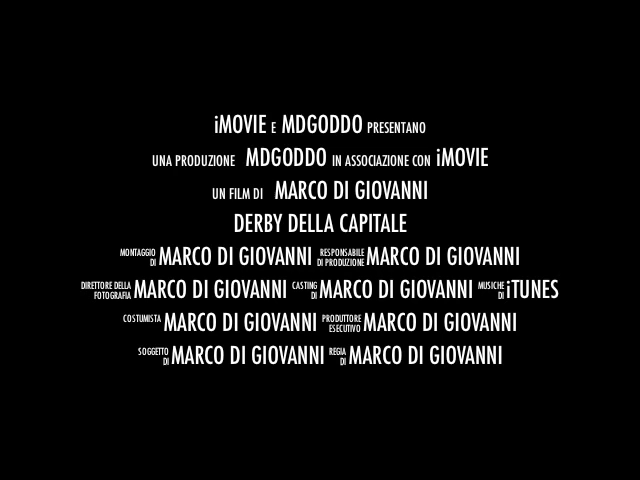 iMOVIE E MDGODDO PRESENTANO
UNA PRODUZIONE MDGODDO IN ASSOCIAZIONE CON iMOVIE
UN FILM DI MARCO DI GIOVANNI
DERBY DELLA CAPITALE
MONTAGGIO DI MARCO DI GIOVANNI RESPONSABILE DI PRODUZIONE MARCO DI GIOVANNI
DIRETTORE DELLA FOTOGRAFIA MARCO DI GIOVANNI CASTING DI MARCO DI GIOVANNI MUSICHE DI iTUNES
COSTUMISTA MARCO DI GIOVANNI PRODUTTORE ESECUTIVO MARCO DI GIOVANNI
SOGGETTO DI MARCO DI GIOVANNI REGIA DI MARCO DI GIOVANNI